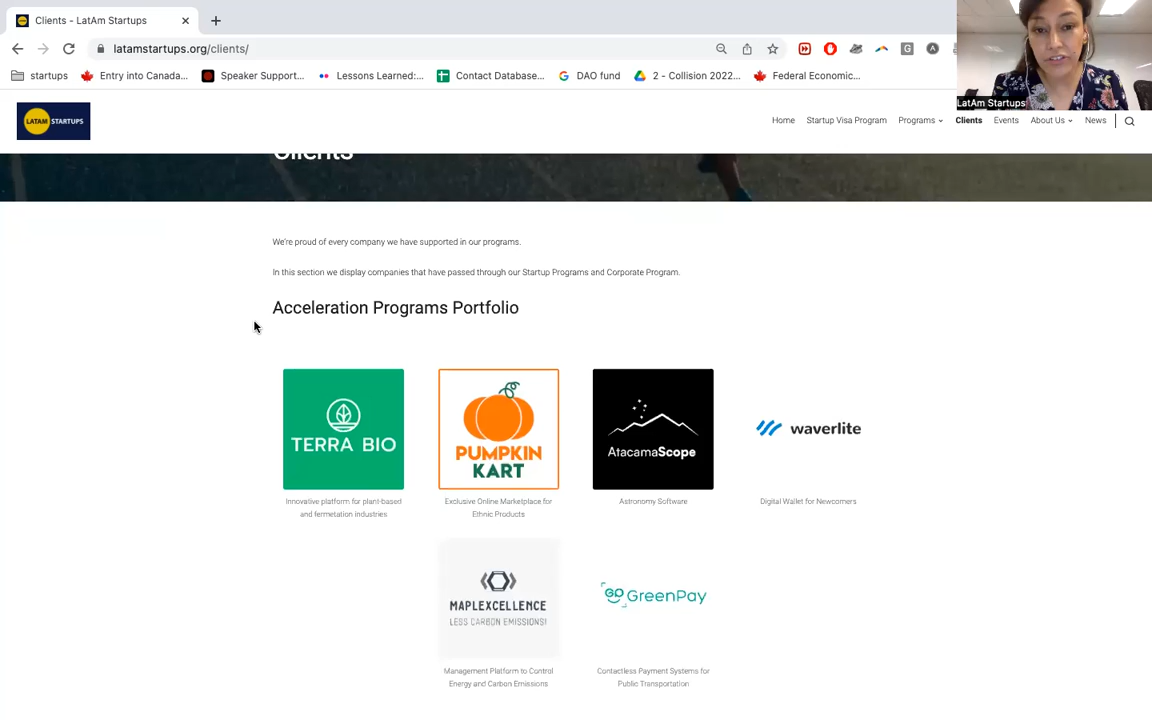 Clients - LatAm Startups
latamstartups.org/clients/
startups
Entry into Canada...
Speaker Support...
Lessons Learned:...
Contact Database...
DAO fund
2 - Collision 2022...
Federal Economic...
LatAm Startups
LATAM STARTUPS
Home
Startup Visa Program
Programs
Clients
Events
About Us
News
Clients
We're proud of every company we have supported in our programs.
In this section we display companies that have passed through our Startup Programs and Corporate Program.
Acceleration Programs Portfolio
TERRA BIO
PUMPKIN
KART
AtacamaScope
waverlite
Innovative platform for plant-based
and fermetation industries
Exclusive Online Marketplace for
Ethnic Products
Astronomy Software
Digital Wallet for Newcomers
MAPLEXCELLENCE
LESS CARBON EMISSIONS!
GO GreenPay
Management Platform to Control
Energy and Carbon Emissions
Contactless Payment Systems for
Public Transportation